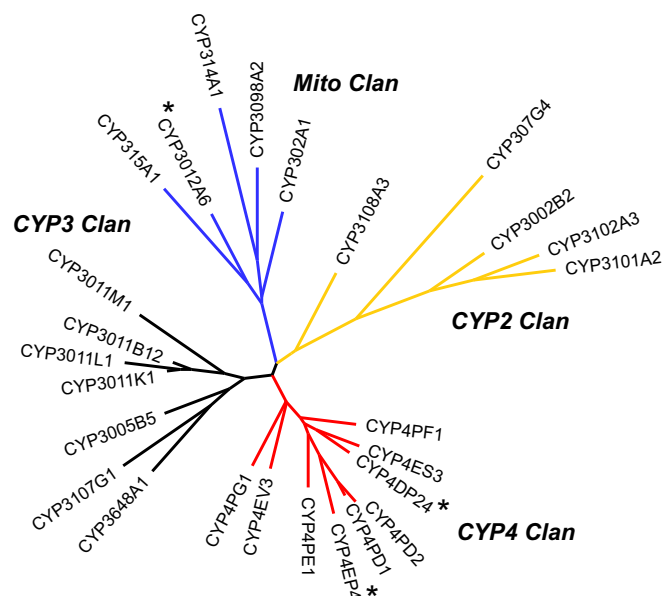 CYP314A1
CYP3098A2
Mito Clan
*
CYP3012A6
CYP302A1
CYP315A1
CYP307G4
CYP3108A3
CYP3002B2
CYP3 Clan
CYP3102A3
CYP3101A2
CYP3011M1
CYP2 Clan
CYP3011B12
CYP3011L1
CYP3011K1
CYP3005B5
CYP3107G1
CYP3648A1
CYP4PG1
CYP4EV3
CYP4PE1
CYP4EP4
*
CYP4PD1
CYP4PD2
CYP4DP24
*
CYP4ES3
CYP4PF1
CYP4 Clan